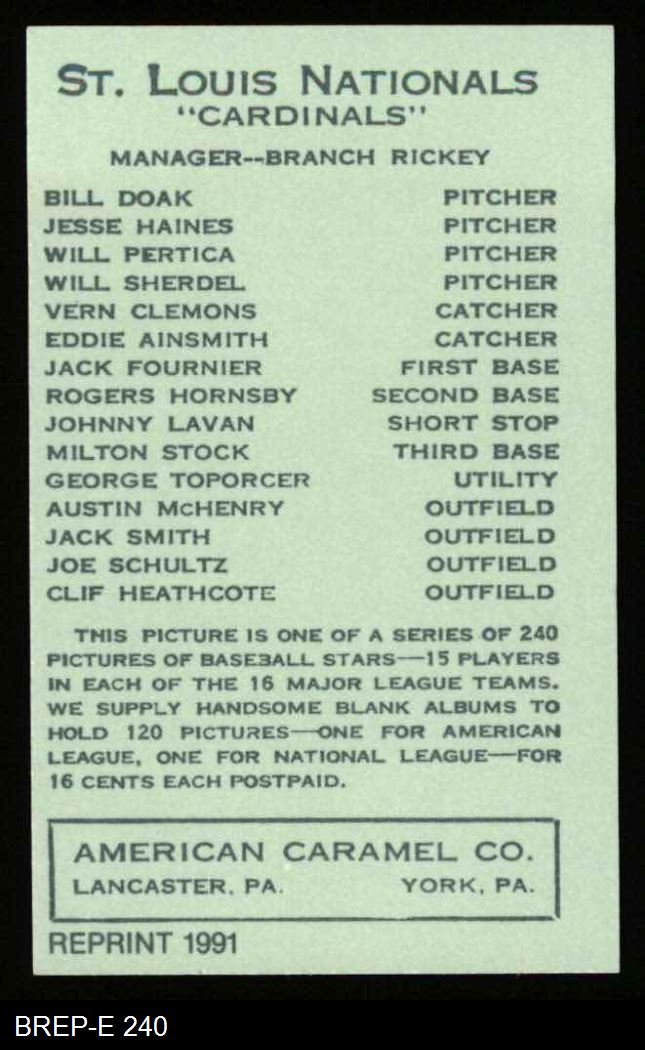 ST. LOUIS NATIONALS
"CARDINALS"
MANAGER--BRANCH RICKEY
BILL DOAK PITCHER
JESSE HAINES PITCHER
WILL PERTICA PITCHER
WILL SHERDEL PITCHER
VERN CLEMONS CATCHER
EDDIE AINSMITH CATCHER
JACK FOURNIER FIRST BASE
ROGERS HORNSBY SECOND BASE
JOHNNY LAVAN SHORT STOP
MILTON STOCK THIRD BASE
GEORGE TOPORCER UTILITY
AUSTIN McHENRY OUTFIELD
JACK SMITH OUTFIELD
JOE SCHULTZ OUTFIELD
CLIF HEATHCOTE OUTFIELD
THIS PICTURE IS ONE OF A SERIES OF 240
PICTURES OF BASEBALL STARS—15 PLAYERS
IN EACH OF THE 16 MAJOR LEAGUE TEAMS.
WE SUPPLY HANDSOME BLANK ALBUMS TO
HOLD 120 PICTURES—ONE FOR AMERICAN
LEAGUE, ONE FOR NATIONAL LEAGUE—FOR
16 CENTS EACH POSTPAID.
AMERICAN CARAMEL CO.
LANCASTER, PA. YORK, PA.
REPRINT 1991
BREP-E 240